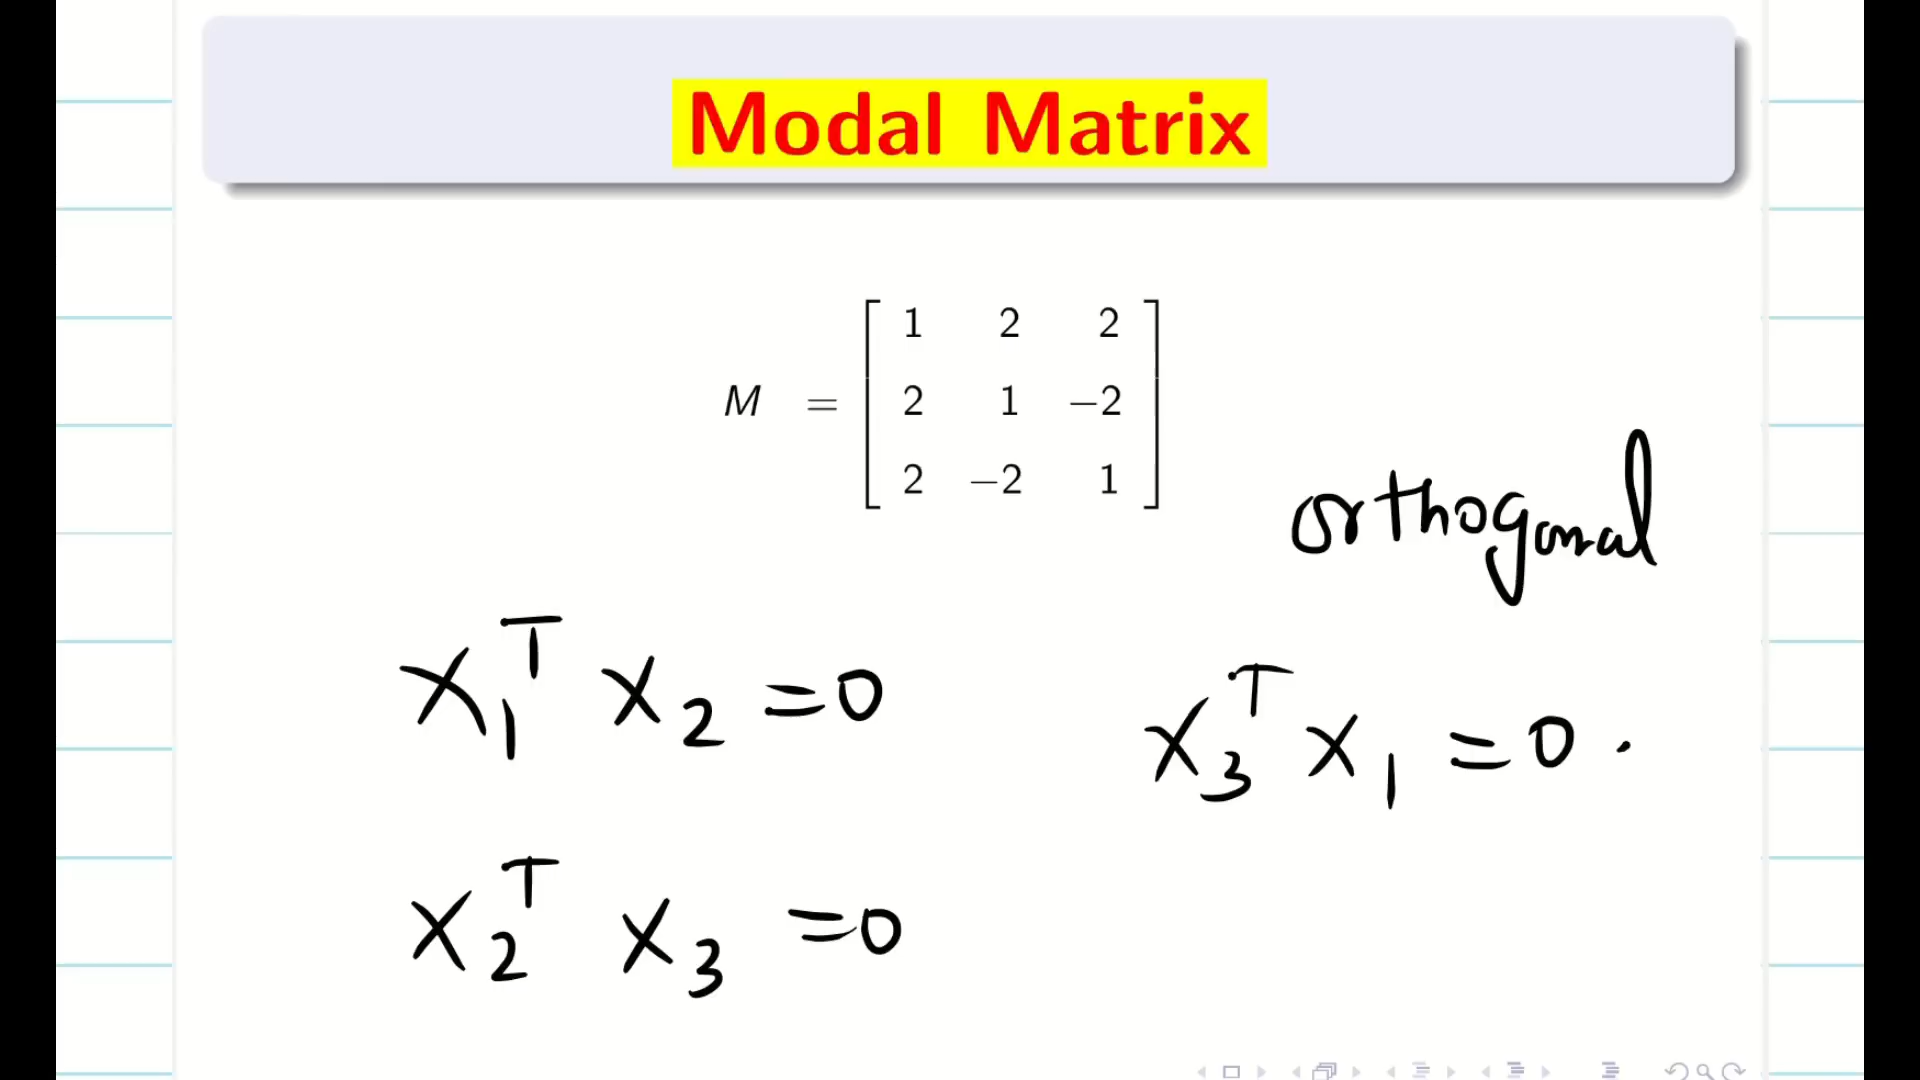 Modal Matrix
M = [ 1 2 2
2 1 −2
2 −2 1 ]
orthogonal
X₁ᵀ X₂ = 0
X₃ᵀ X₁ = 0 .
X₂ᵀ X₃ = 0